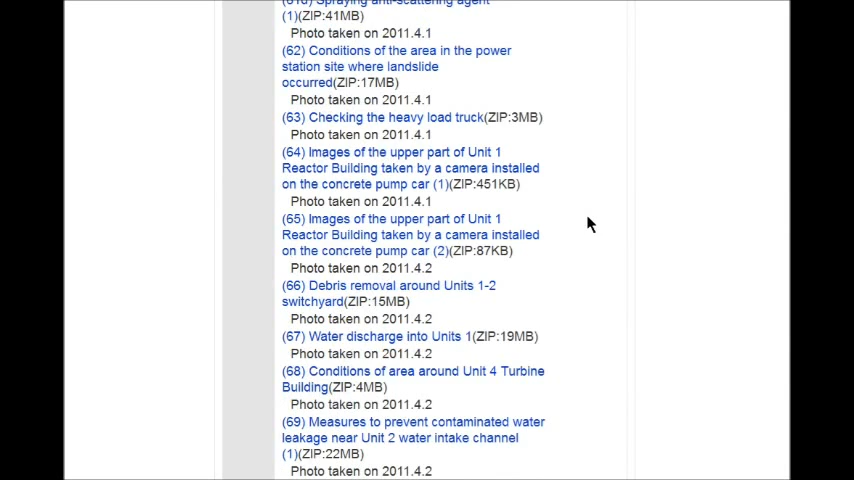 (61d) Spraying anti-scattering agent
(1)(ZIP:41MB)
Photo taken on 2011.4.1
(62) Conditions of the area in the power
station site where landslide
occurred(ZIP:17MB)
Photo taken on 2011.4.1
(63) Checking the heavy load truck(ZIP:3MB)
Photo taken on 2011.4.1
(64) Images of the upper part of Unit 1
Reactor Building taken by a camera installed
on the concrete pump car (1)(ZIP:451KB)
Photo taken on 2011.4.1
(65) Images of the upper part of Unit 1
Reactor Building taken by a camera installed
on the concrete pump car (2)(ZIP:87KB)
Photo taken on 2011.4.2
(66) Debris removal around Units 1-2
switchyard(ZIP:15MB)
Photo taken on 2011.4.2
(67) Water discharge into Units 1(ZIP:19MB)
Photo taken on 2011.4.2
(68) Conditions of area around Unit 4 Turbine
Building(ZIP:4MB)
Photo taken on 2011.4.2
(69) Measures to prevent contaminated water
leakage near Unit 2 water intake channel
(1)(ZIP:22MB)
Photo taken on 2011.4.2